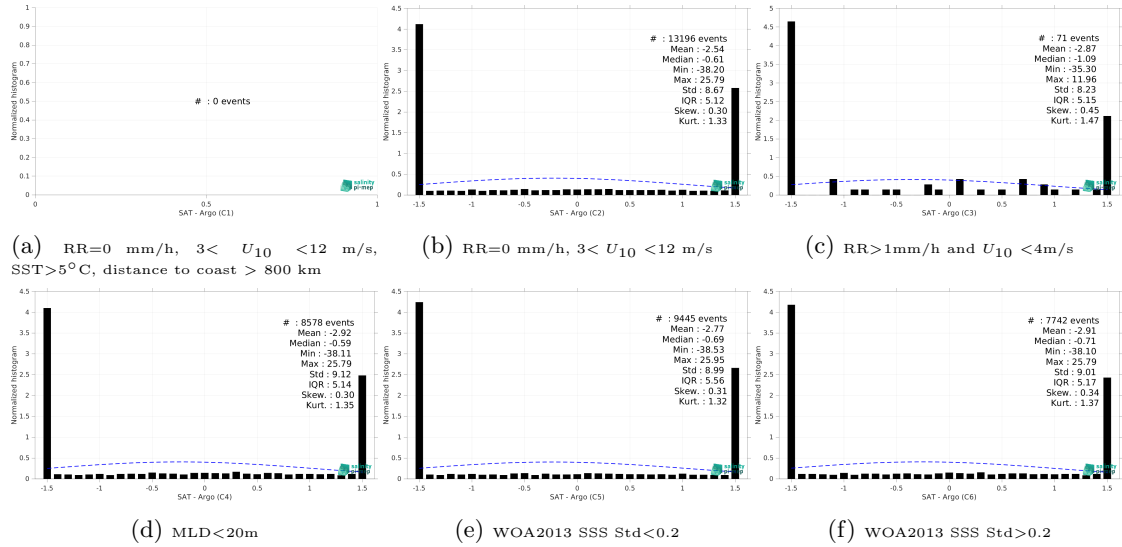 Normalized histogram
1
0.9
0.8
0.7
0.6
0.5
0.4
0.3
0.2
0.1
0
# : 0 events
salinity
pi-mep
0 0.5 1
SAT - Argo (C1)
(a) RR=0 mm/h, 3< U10 <12 m/s,
SST>5°C, distance to coast > 800 km
Normalized histogram
4.5
4
3.5
3
2.5
2
1.5
1
0.5
0
# : 13196 events
Mean : -2.54
Median : -0.61
Min : -38.20
Max : 25.79
Std : 8.67
IQR : 5.12
Skew. : 0.30
Kurt. : 1.33
salinity
pi-mep
-1.5 -1 -0.5 0 0.5 1 1.5
SAT - Argo (C2)
(b) RR=0 mm/h, 3< U10 <12 m/s
Normalized histogram
5
4.5
4
3.5
3
2.5
2
1.5
1
0.5
0
# : 71 events
Mean : -2.87
Median : -1.09
Min : -35.30
Max : 11.96
Std : 8.23
IQR : 5.15
Skew. : 0.45
Kurt. : 1.47
salinity
pi-mep
-1.5 -1 -0.5 0 0.5 1 1.5
SAT - Argo (C3)
(c) RR>1mm/h and U10 <4m/s
Normalized histogram
4.5
4
3.5
3
2.5
2
1.5
1
0.5
0
# : 8578 events
Mean : -2.92
Median : -0.59
Min : -38.11
Max : 25.79
Std : 9.12
IQR : 5.14
Skew. : 0.30
Kurt. : 1.35
salinity
pi-mep
-1.5 -1 -0.5 0 0.5 1 1.5
SAT - Argo (C4)
(d) MLD<20m
Normalized histogram
4.5
4
3.5
3
2.5
2
1.5
1
0.5
0
# : 9445 events
Mean : -2.77
Median : -0.69
Min : -38.53
Max : 25.95
Std : 8.99
IQR : 5.56
Skew. : 0.31
Kurt. : 1.32
salinity
pi-mep
-1.5 -1 -0.5 0 0.5 1 1.5
SAT - Argo (C5)
(e) WOA2013 SSS Std<0.2
Normalized histogram
4.5
4
3.5
3
2.5
2
1.5
1
0.5
0
# : 7742 events
Mean : -2.91
Median : -0.71
Min : -38.10
Max : 25.79
Std : 9.01
IQR : 5.17
Skew. : 0.34
Kurt. : 1.37
salinity
pi-mep
-1.5 -1 -0.5 0 0.5 1 1.5
SAT - Argo (C6)
(f) WOA2013 SSS Std>0.2